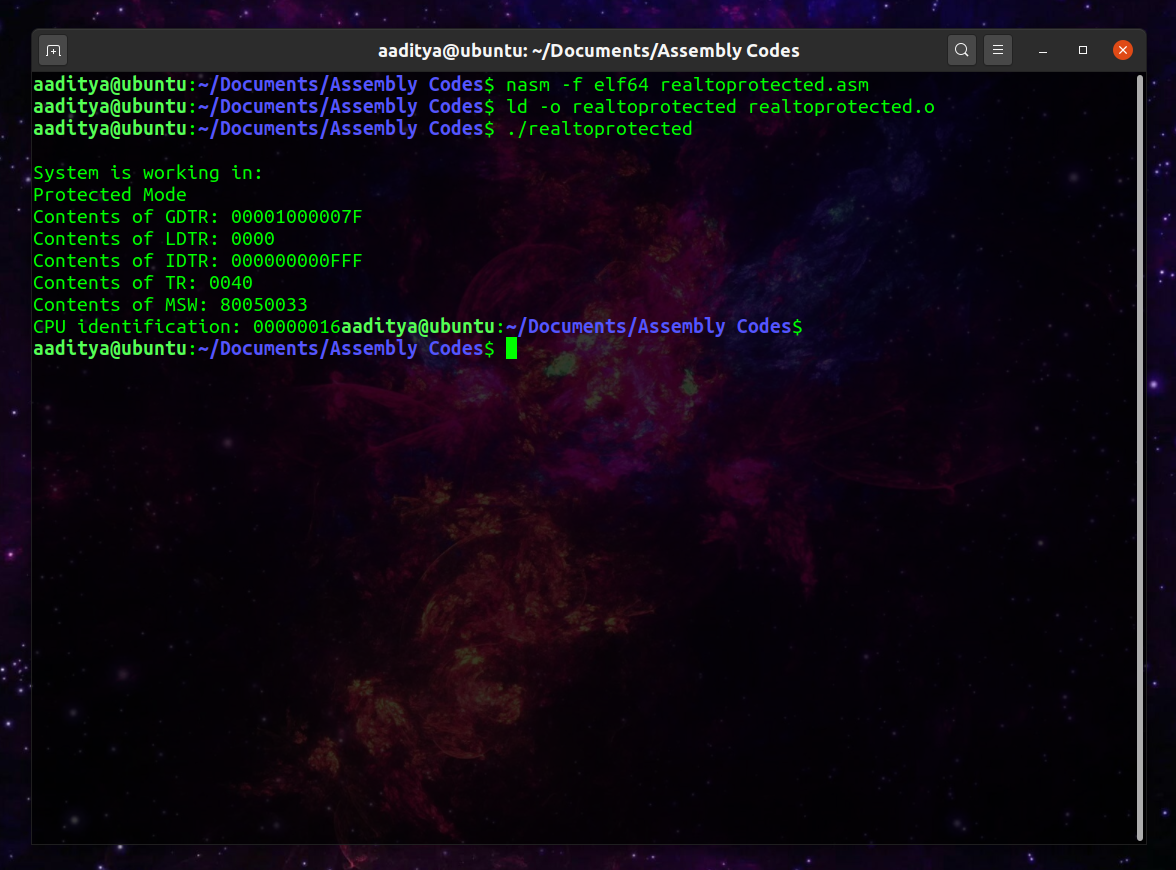 aaditya@ubuntu: ~/Documents/Assembly Codes
aaditya@ubuntu:~/Documents/Assembly Codes$ nasm -f elf64 realtoprotected.asm
aaditya@ubuntu:~/Documents/Assembly Codes$ ld -o realtoprotected realtoprotected.o
aaditya@ubuntu:~/Documents/Assembly Codes$ ./realtoprotected
System is working in:
Protected Mode
Contents of GDTR: 00001000007F
Contents of LDTR: 0000
Contents of IDTR: 000000000FFF
Contents of TR: 0040
Contents of MSW: 80050033
CPU identification: 00000016aaditya@ubuntu:~/Documents/Assembly Codes$
aaditya@ubuntu:~/Documents/Assembly Codes$